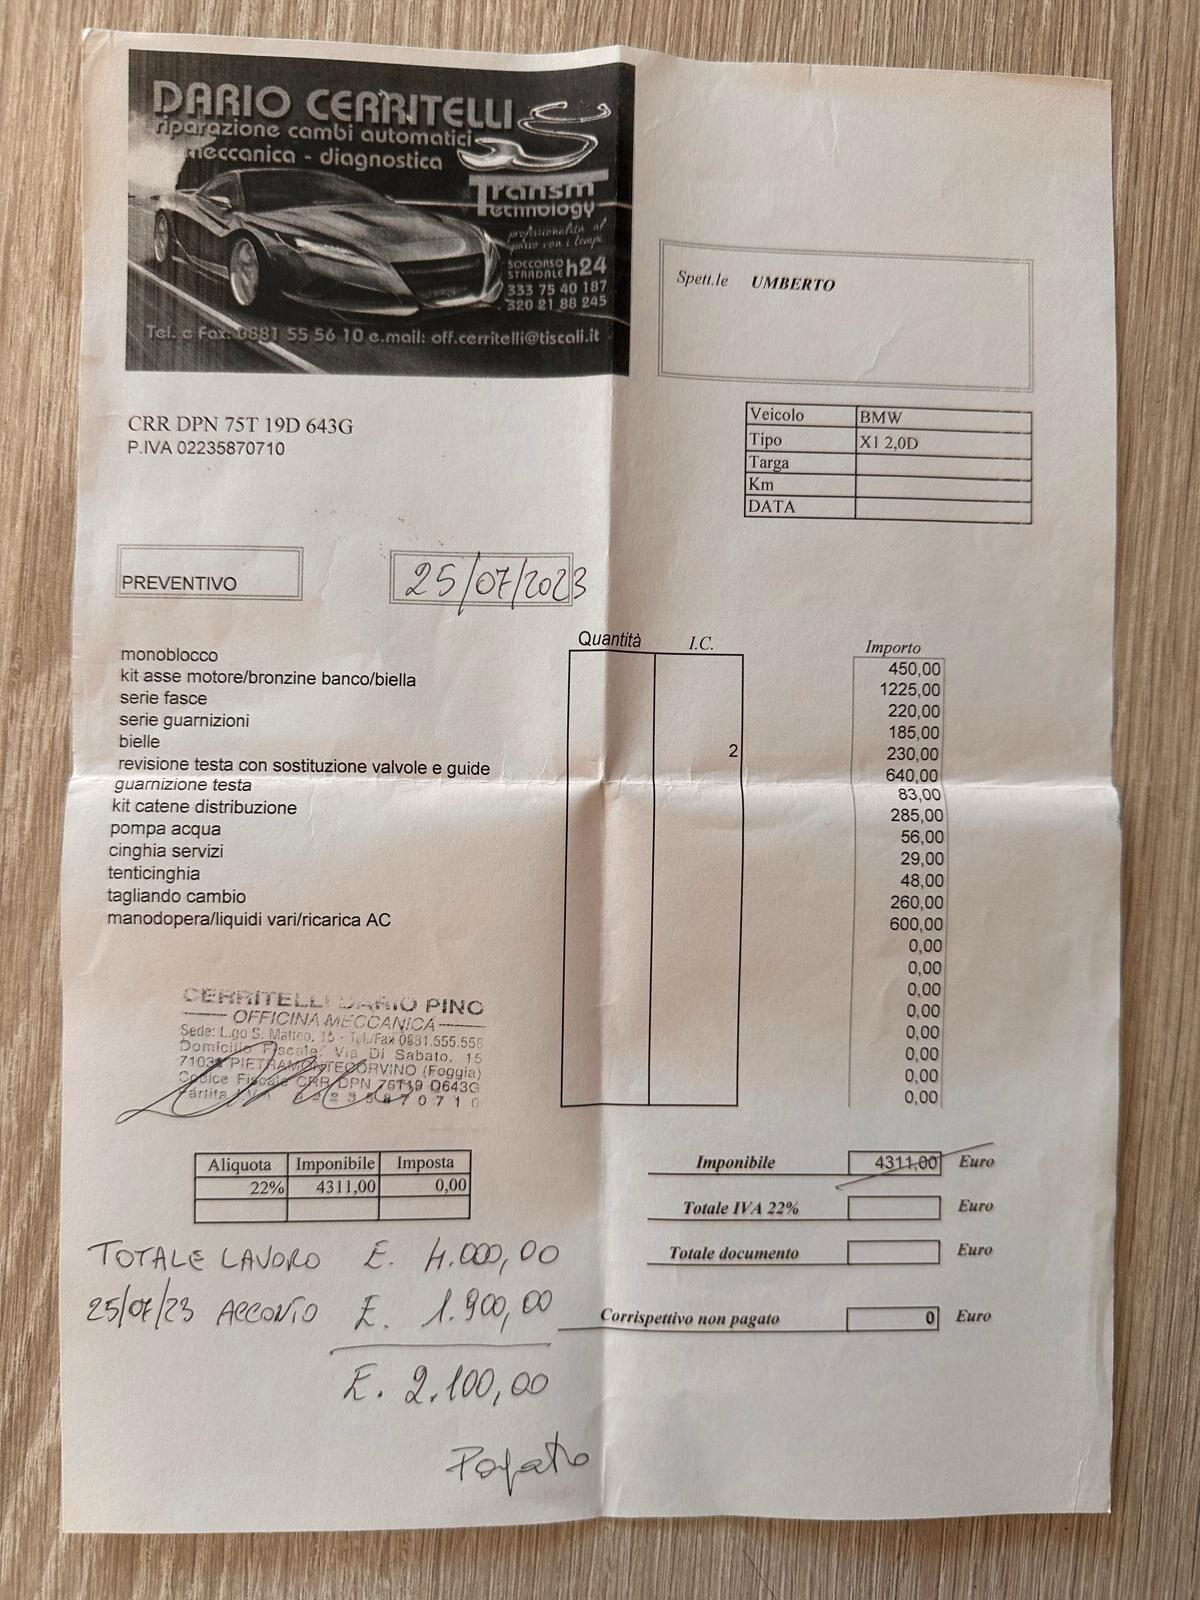 DARIO CERRITELLI
riparazione cambi automatici
meccanica - diagnostica
Transm
Technology
professionalità al
passo con i tempi
SOCCORSO
STRADALE h24
333 75 40 187
320 21 88 245
Tel. e Fax: 0881 55 56 10 e.mail: off.cerritelli@tiscali.it
Spett.le UMBERTO
CRR DPN 75T 19D 643G
P.IVA 02235870710
Veicolo BMW
Tipo X1 2,0D
Targa
Km
DATA
PREVENTIVO 25/07/2023
Quantità I.C. Importo
monoblocco 450,00
kit asse motore/bronzine banco/biella 1225,00
serie fasce 220,00
serie guarnizioni 185,00
bielle 2 230,00
revisione testa con sostituzione valvole e guide 640,00
guarnizione testa 83,00
kit catene distribuzione 285,00
pompa acqua 56,00
cinghia servizi 29,00
tenticinghia 48,00
tagliando cambio 260,00
manodopera/liquidi vari/ricarica AC 600,00
0,00
0,00
0,00
0,00
0,00
0,00
0,00
0,00
CERRITELLI DARIO PINO
OFFICINA MECCANICA
Sede: L.go S. Matteo, 15 - Tel./Fax 0881.555.558
Domicilio Fiscale: Via Di Sabato, 15
71038 PIETRAMONTECORVINO (Foggia)
Codice Fiscale CRR DPN 75T19 D643G
Partita I.V.A. 02235870710
Aliquota Imponibile Imposta
22% 4311,00 0,00
Imponibile 4311,00 Euro
Totale IVA 22% Euro
Totale documento Euro
Corrispettivo non pagato 0 Euro
TOTALE LAVORO E. 4.000,00
25/07/23 ACCONTO E. 1.900,00
E. 2.100,00
Pagato